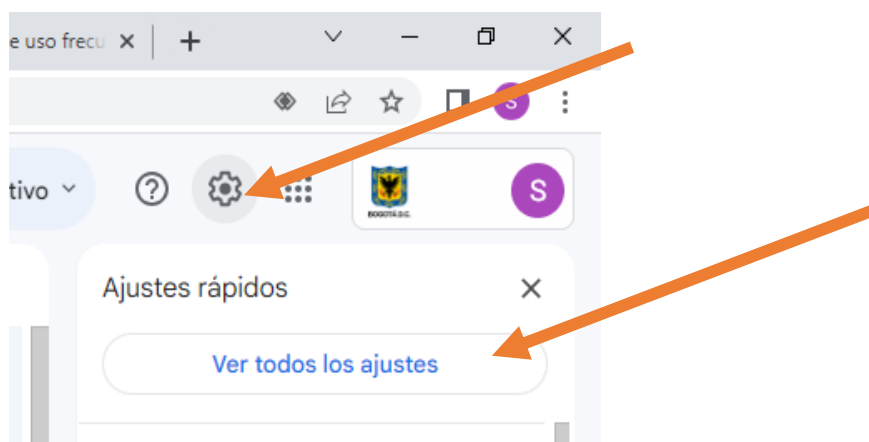 e uso frecu
S
tivo
BOGOTÁ D.C.
S
Ajustes rápidos
Ver todos los ajustes